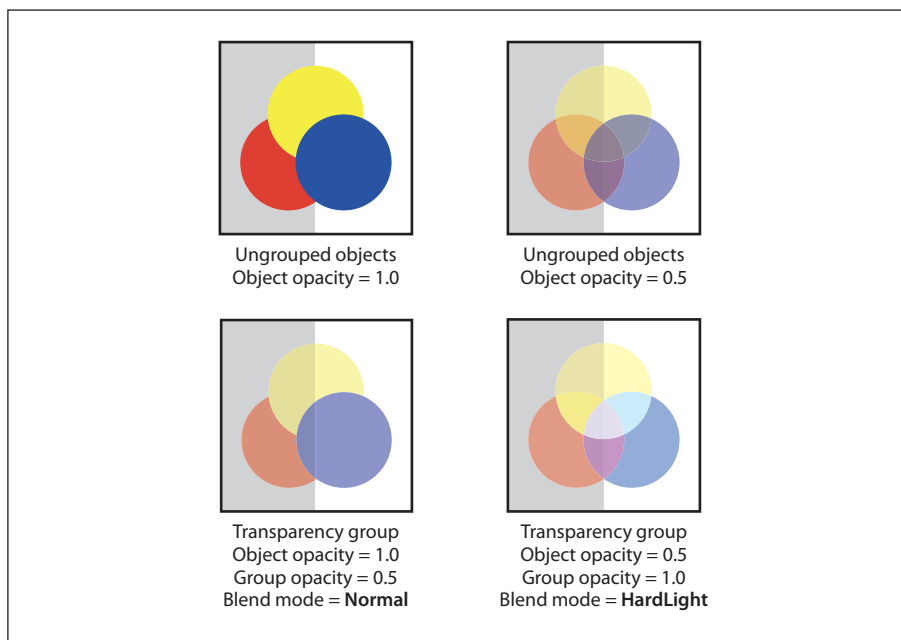 Ungrouped objects
Object opacity = 1.0
Ungrouped objects
Object opacity = 0.5
Transparency group
Object opacity = 1.0
Group opacity = 0.5
Blend mode = Normal
Transparency group
Object opacity = 0.5
Group opacity = 1.0
Blend mode = HardLight